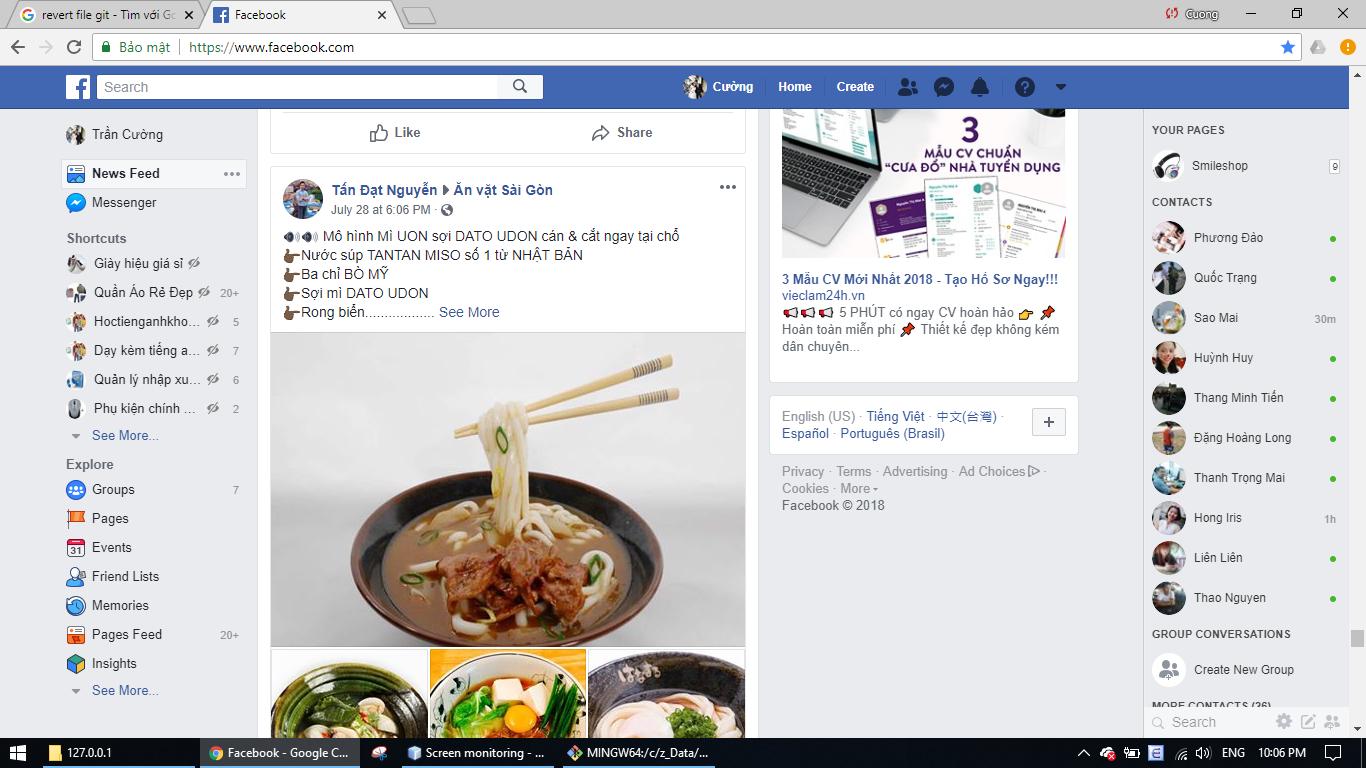 revert file git - Tìm với Go
Facebook
Cuong
Bảo mật
https://www.facebook.com
Search
Cường
Home
Create
Trần Cường
News Feed
Messenger
Shortcuts
Giày hiệu giá sỉ
Quần Áo Rẻ Đẹp 20+
Hoctienganhkho... 5
Dạy kèm tiếng a... 7
Quản lý nhập xu... 6
Phụ kiện chính ... 2
See More...
Explore
Groups 7
Pages
Events
Friend Lists
Memories
Pages Feed 20+
Insights
See More...
Like
Share
Tấn Đạt Nguyễn Ăn vặt Sài Gòn
July 28 at 6:06 PM ·
Mô hình Mì UON sợi DATO UDON cán & cắt ngay tại chỗ
Nước súp TANTAN MISO số 1 từ NHẬT BẢN
Ba chỉ BÒ MỸ
Sợi mì DATO UDON
Rong biển................. See More
3
MẪU CV CHUẨN
“CƯA ĐỔ” NHÀ TUYỂN DỤNG
3 Mẫu CV Mới Nhất 2018 - Tạo Hồ Sơ Ngay!!!
vieclam24h.vn
5 PHÚT có ngay CV hoàn hảo
Hoàn toàn miễn phí Thiết kế đẹp không kém
dân chuyên...
English (US) · Tiếng Việt · 中文(台灣) ·
Español · Português (Brasil)
Privacy · Terms · Advertising · Ad Choices ·
Cookies · More
Facebook © 2018
YOUR PAGES
Smileshop 9
CONTACTS
Phương Đào
Quốc Trạng
Sao Mai 30m
Huỳnh Huy
Thang Minh Tiến
Đặng Hoàng Long
Thanh Trọng Mai
Hong Iris 1h
Liên Liên
Thao Nguyen
GROUP CONVERSATIONS
Create New Group
MORE CONTACTS (26)
Search
127.0.0.1
Facebook - Google C...
Screen monitoring - ...
MINGW64:/c/z_Data/...
ENG
10:06 PM